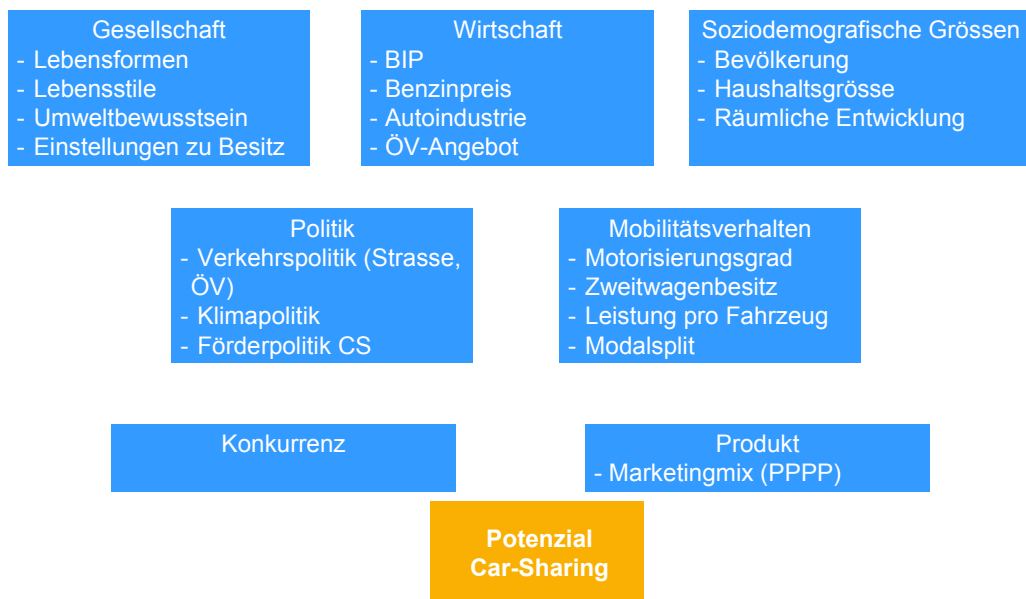 Gesellschaft
- Lebensformen
- Lebensstile
- Umweltbewusstsein
- Einstellungen zu Besitz
Wirtschaft
- BIP
- Benzinpreis
- Autoindustrie
- ÖV-Angebot
Soziodemografische Grössen
- Bevölkerung
- Haushaltsgrösse
- Räumliche Entwicklung
Politik
- Verkehrspolitik (Strasse,
ÖV)
- Klimapolitik
- Förderpolitik CS
Mobilitätsverhalten
- Motorisierungsgrad
- Zweitwagenbesitz
- Leistung pro Fahrzeug
- Modalsplit
Konkurrenz
Produkt
- Marketingmix (PPPP)
Potenzial
Car-Sharing